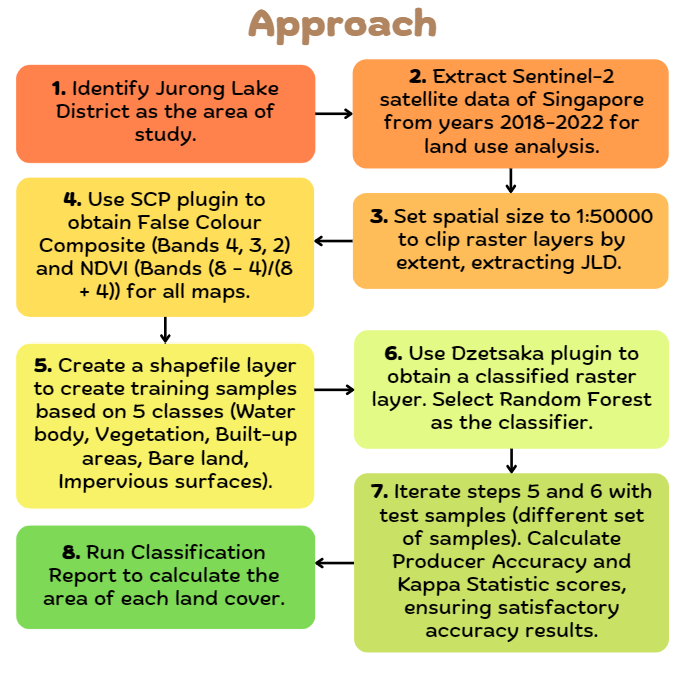 Approach
1. Identify Jurong Lake
District as the area of
study.
2. Extract Sentinel-2
satellite data of Singapore
from years 2018-2022 for
land use analysis.
3. Set spatial size to 1:50000
to clip raster layers by
extent, extracting JLD.
4. Use SCP plugin to
obtain False Colour
Composite (Bands 4, 3, 2)
and NDVI (Bands (8 - 4)/(8
+ 4)) for all maps.
5. Create a shapefile layer
to create training samples
based on 5 classes (Water
body, Vegetation, Built-up
areas, Bare land,
Impervious surfaces).
6. Use Dzetsaka plugin to
obtain a classified raster
layer. Select Random Forest
as the classifier.
7. Iterate steps 5 and 6 with
test samples (different set
of samples). Calculate
Producer Accuracy and
Kappa Statistic scores,
ensuring satisfactory
accuracy results.
8. Run Classification
Report to calculate the
area of each land cover.